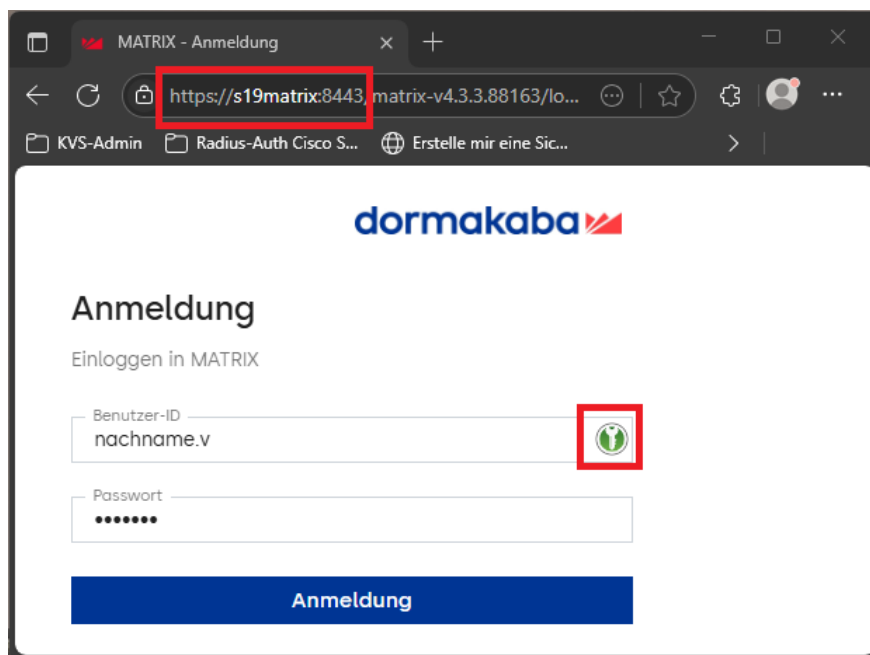 MATRIX - Anmeldung
https://s19matrix:8443/matrix-v4.3.3.88163/lo...
KVS-Admin Radius-Auth Cisco S... Erstelle mir eine Sic...
dormakaba
Anmeldung
Einloggen in MATRIX
Benutzer-ID
nachname.v
Passwort
•••••••
Anmeldung